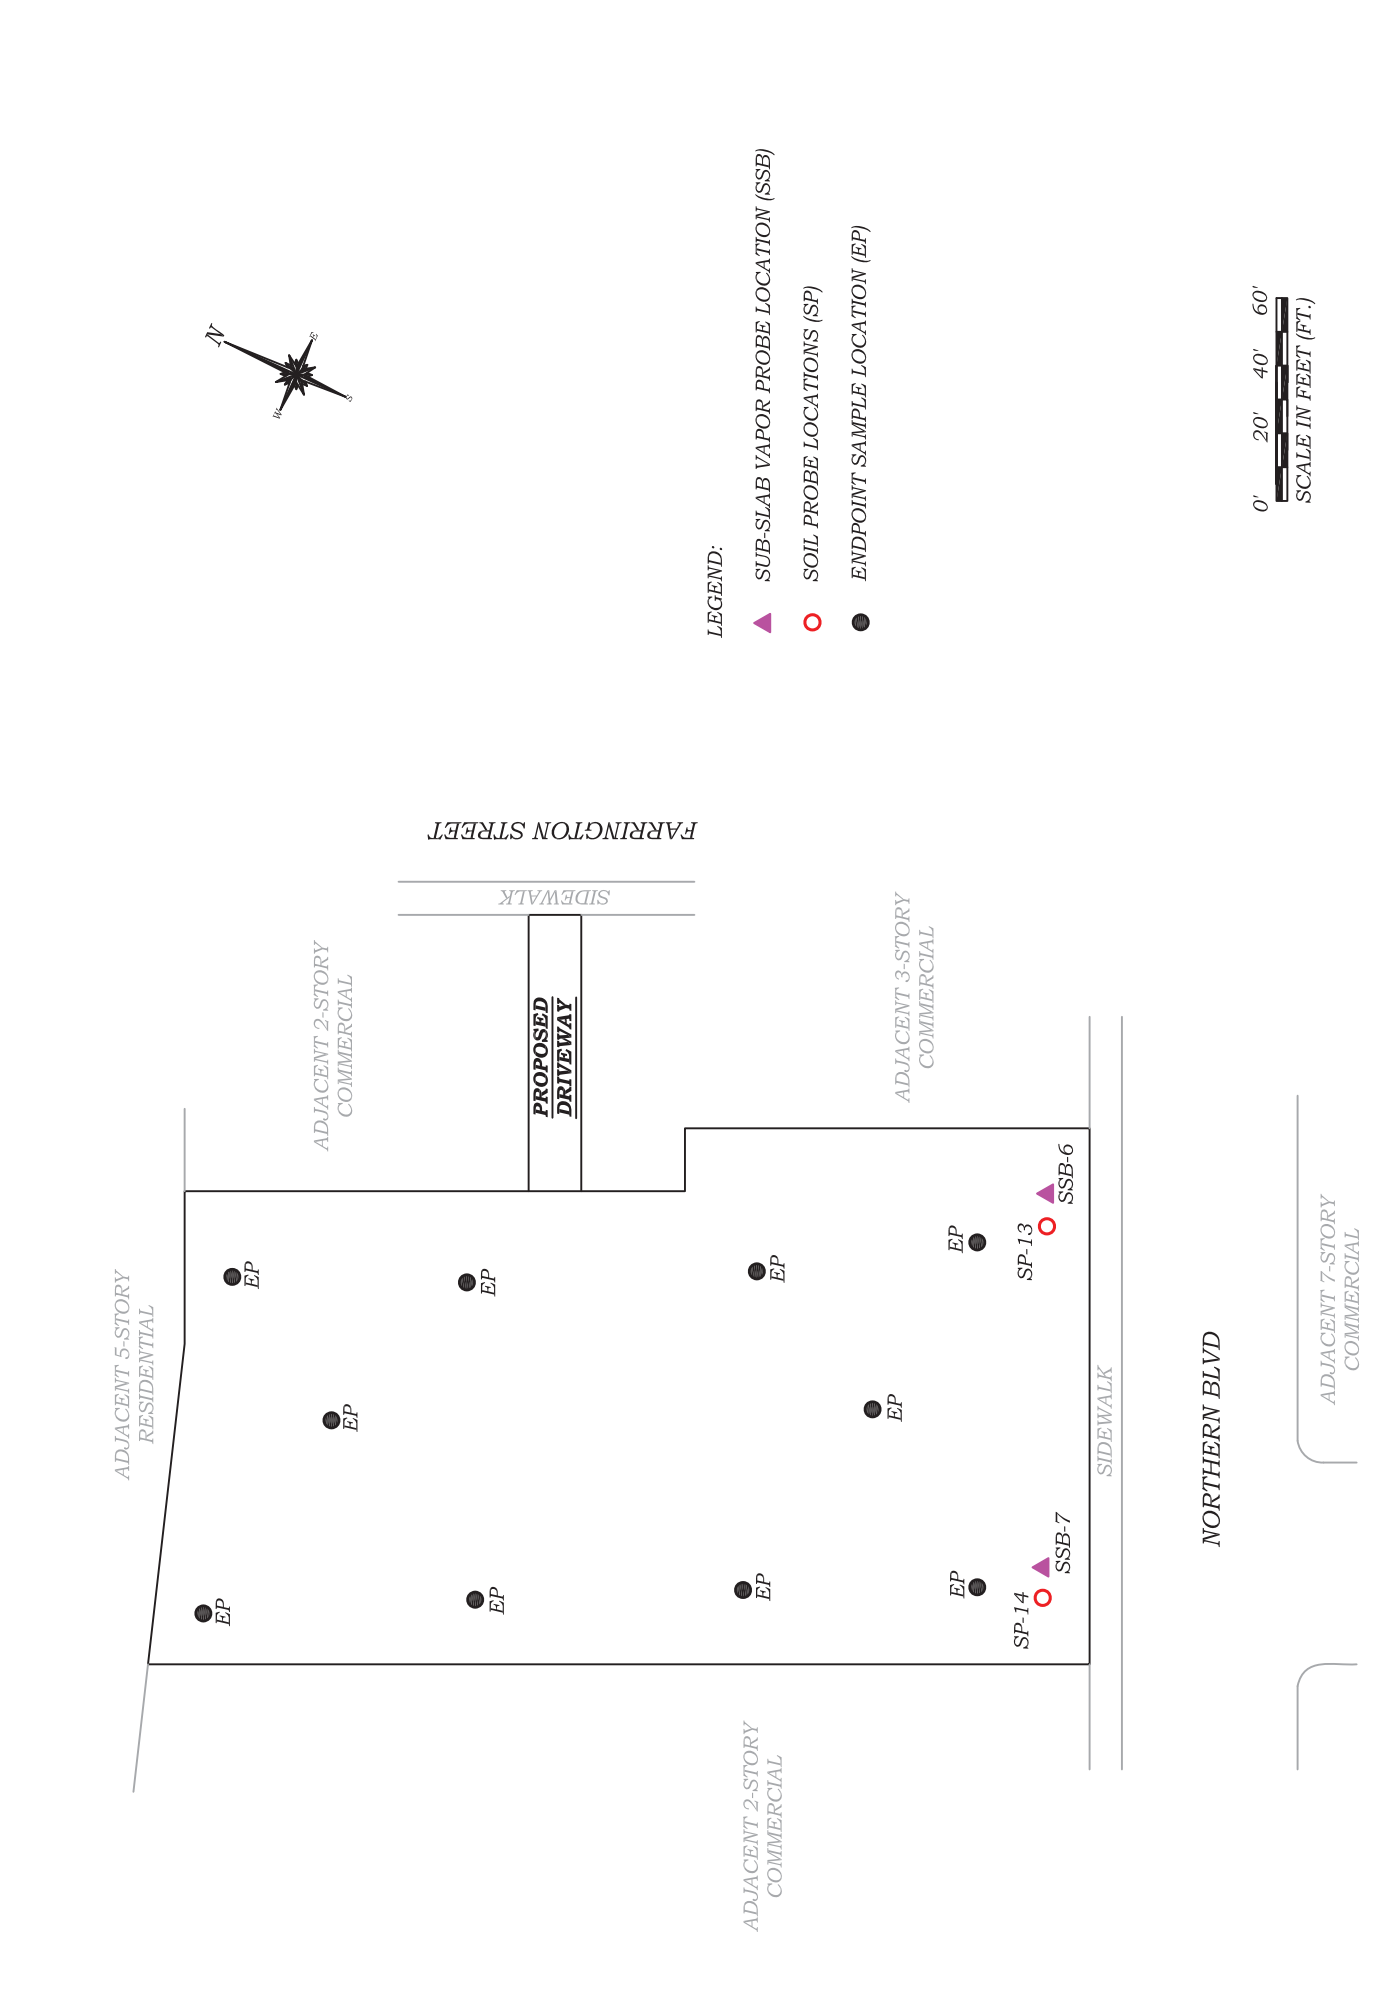 N
E
W
S
LEGEND:
SUB-SLAB VAPOR PROBE LOCATION (SSB)
SOIL PROBE LOCATIONS (SP)
ENDPOINT SAMPLE LOCATION (EP)
0' 20' 40' 60'
SCALE IN FEET (FT.)
FARRINGTON STREET
SIDEWALK
ADJACENT 2-STORY
COMMERCIAL
PROPOSED
DRIVEWAY
ADJACENT 3-STORY
COMMERCIAL
ADJACENT 5-STORY
RESIDENTIAL
EP
EP
EP
EP
EP
EP
EP
EP
EP
EP
SP-13
SSB-6
SP-14
SSB-7
SIDEWALK
NORTHERN BLVD
ADJACENT 7-STORY
COMMERCIAL
ADJACENT 2-STORY
COMMERCIAL